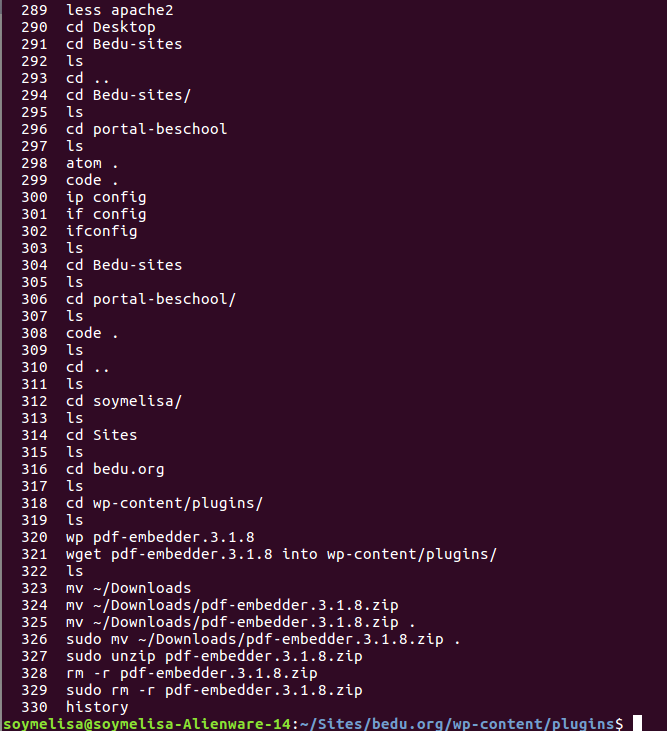 289  less apache2
290  cd Desktop
291  cd Bedu-sites
292  ls
293  cd ..
294  cd Bedu-sites/
295  ls
296  cd portal-beschool
297  ls
298  atom .
299  code .
300  ip config
301  if config
302  ifconfig
303  ls
304  cd Bedu-sites
305  ls
306  cd portal-beschool/
307  ls
308  code .
309  ls
310  cd ..
311  ls
312  cd soymelisa/
313  ls
314  cd Sites
315  ls
316  cd bedu.org
317  ls
318  cd wp-content/plugins/
319  ls
320  wp pdf-embedder.3.1.8
321  wget pdf-embedder.3.1.8 into wp-content/plugins/
322  ls
323  mv ~/Downloads
324  mv ~/Downloads/pdf-embedder.3.1.8.zip
325  mv ~/Downloads/pdf-embedder.3.1.8.zip .
326  sudo mv ~/Downloads/pdf-embedder.3.1.8.zip .
327  sudo unzip pdf-embedder.3.1.8.zip
328  rm -r pdf-embedder.3.1.8.zip
329  sudo rm -r pdf-embedder.3.1.8.zip
330  history
soymelisa@soymelisa-Alienware-14:~/Sites/bedu.org/wp-content/plugins$